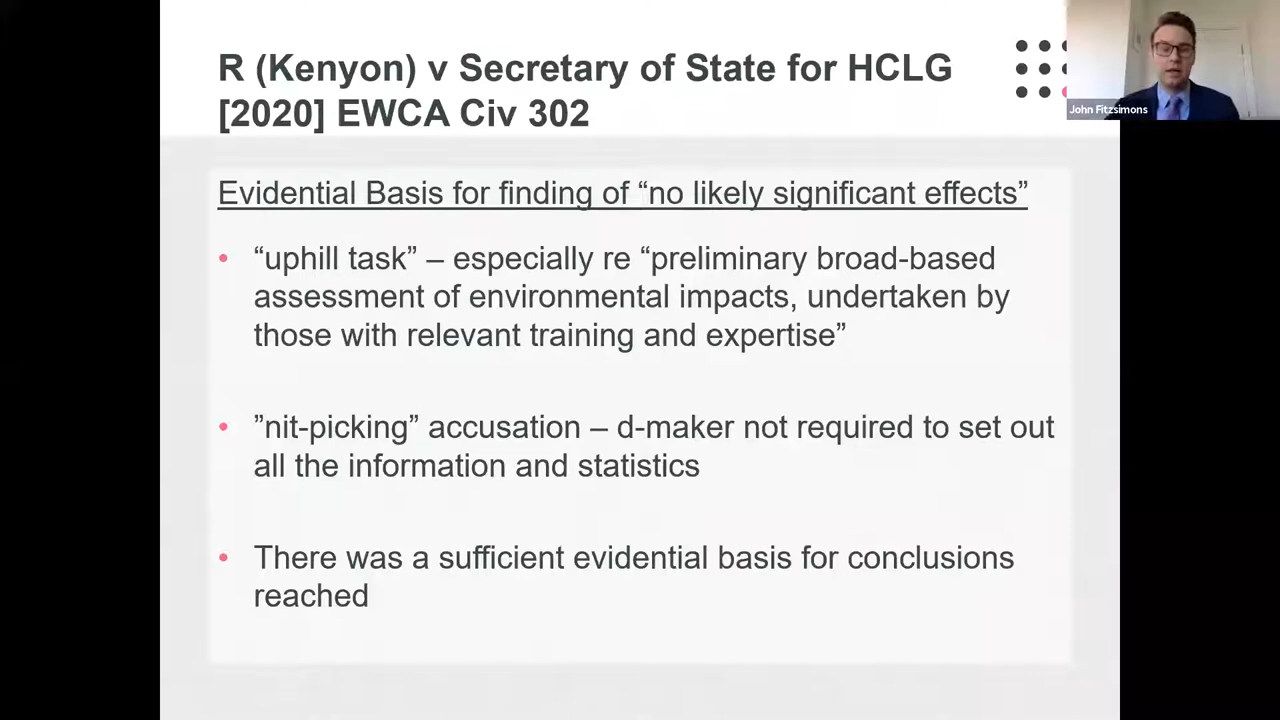 R (Kenyon) v Secretary of State for HCLG
[2020] EWCA Civ 302
John Fitzsimons
Evidential Basis for finding of “no likely significant effects”
• “uphill task” – especially re “preliminary broad-based
assessment of environmental impacts, undertaken by
those with relevant training and expertise”
• ”nit-picking” accusation – d-maker not required to set out
all the information and statistics
• There was a sufficient evidential basis for conclusions
reached